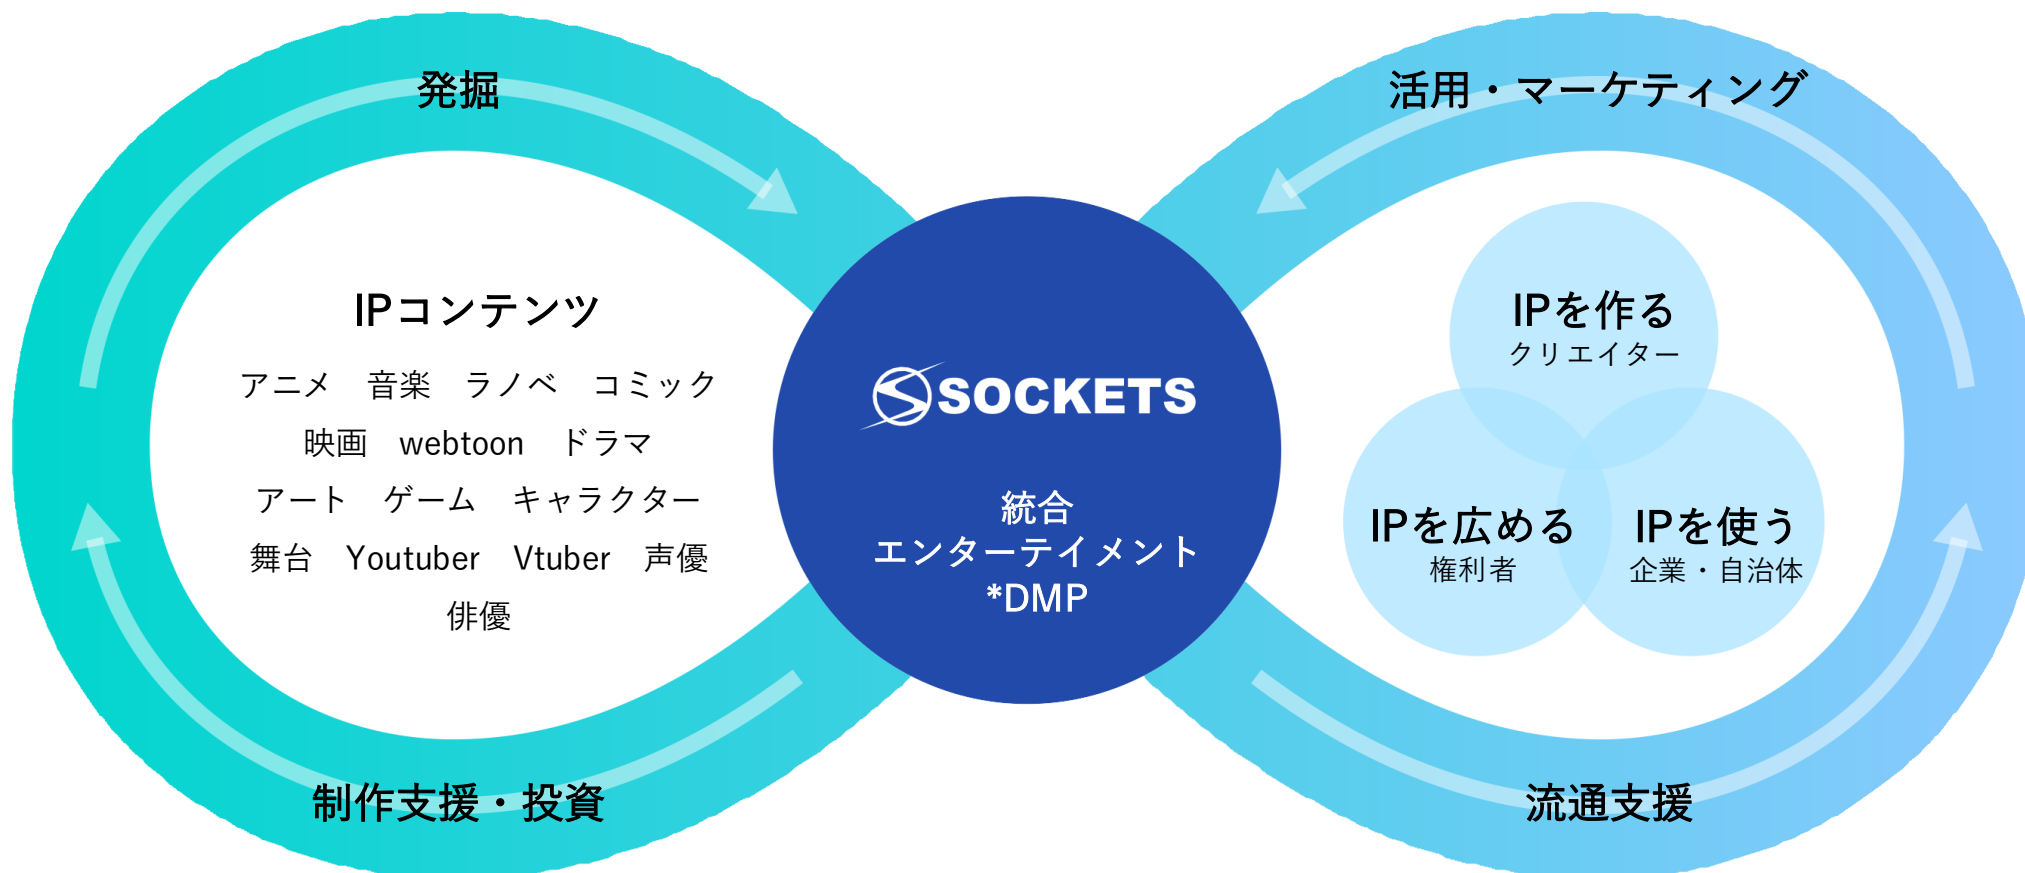 発掘
活用・マーケティング
IPコンテンツ
アニメ　音楽　ラノベ　コミック
映画　webtoon　ドラマ
アート　ゲーム　キャラクター
舞台　Youtuber　Vtuber　声優
俳優
SOCKETS
統合
エンターテイメント
*DMP
IPを作る
クリエイター
IPを広める
権利者
IPを使う
企業・自治体
制作支援・投資
流通支援